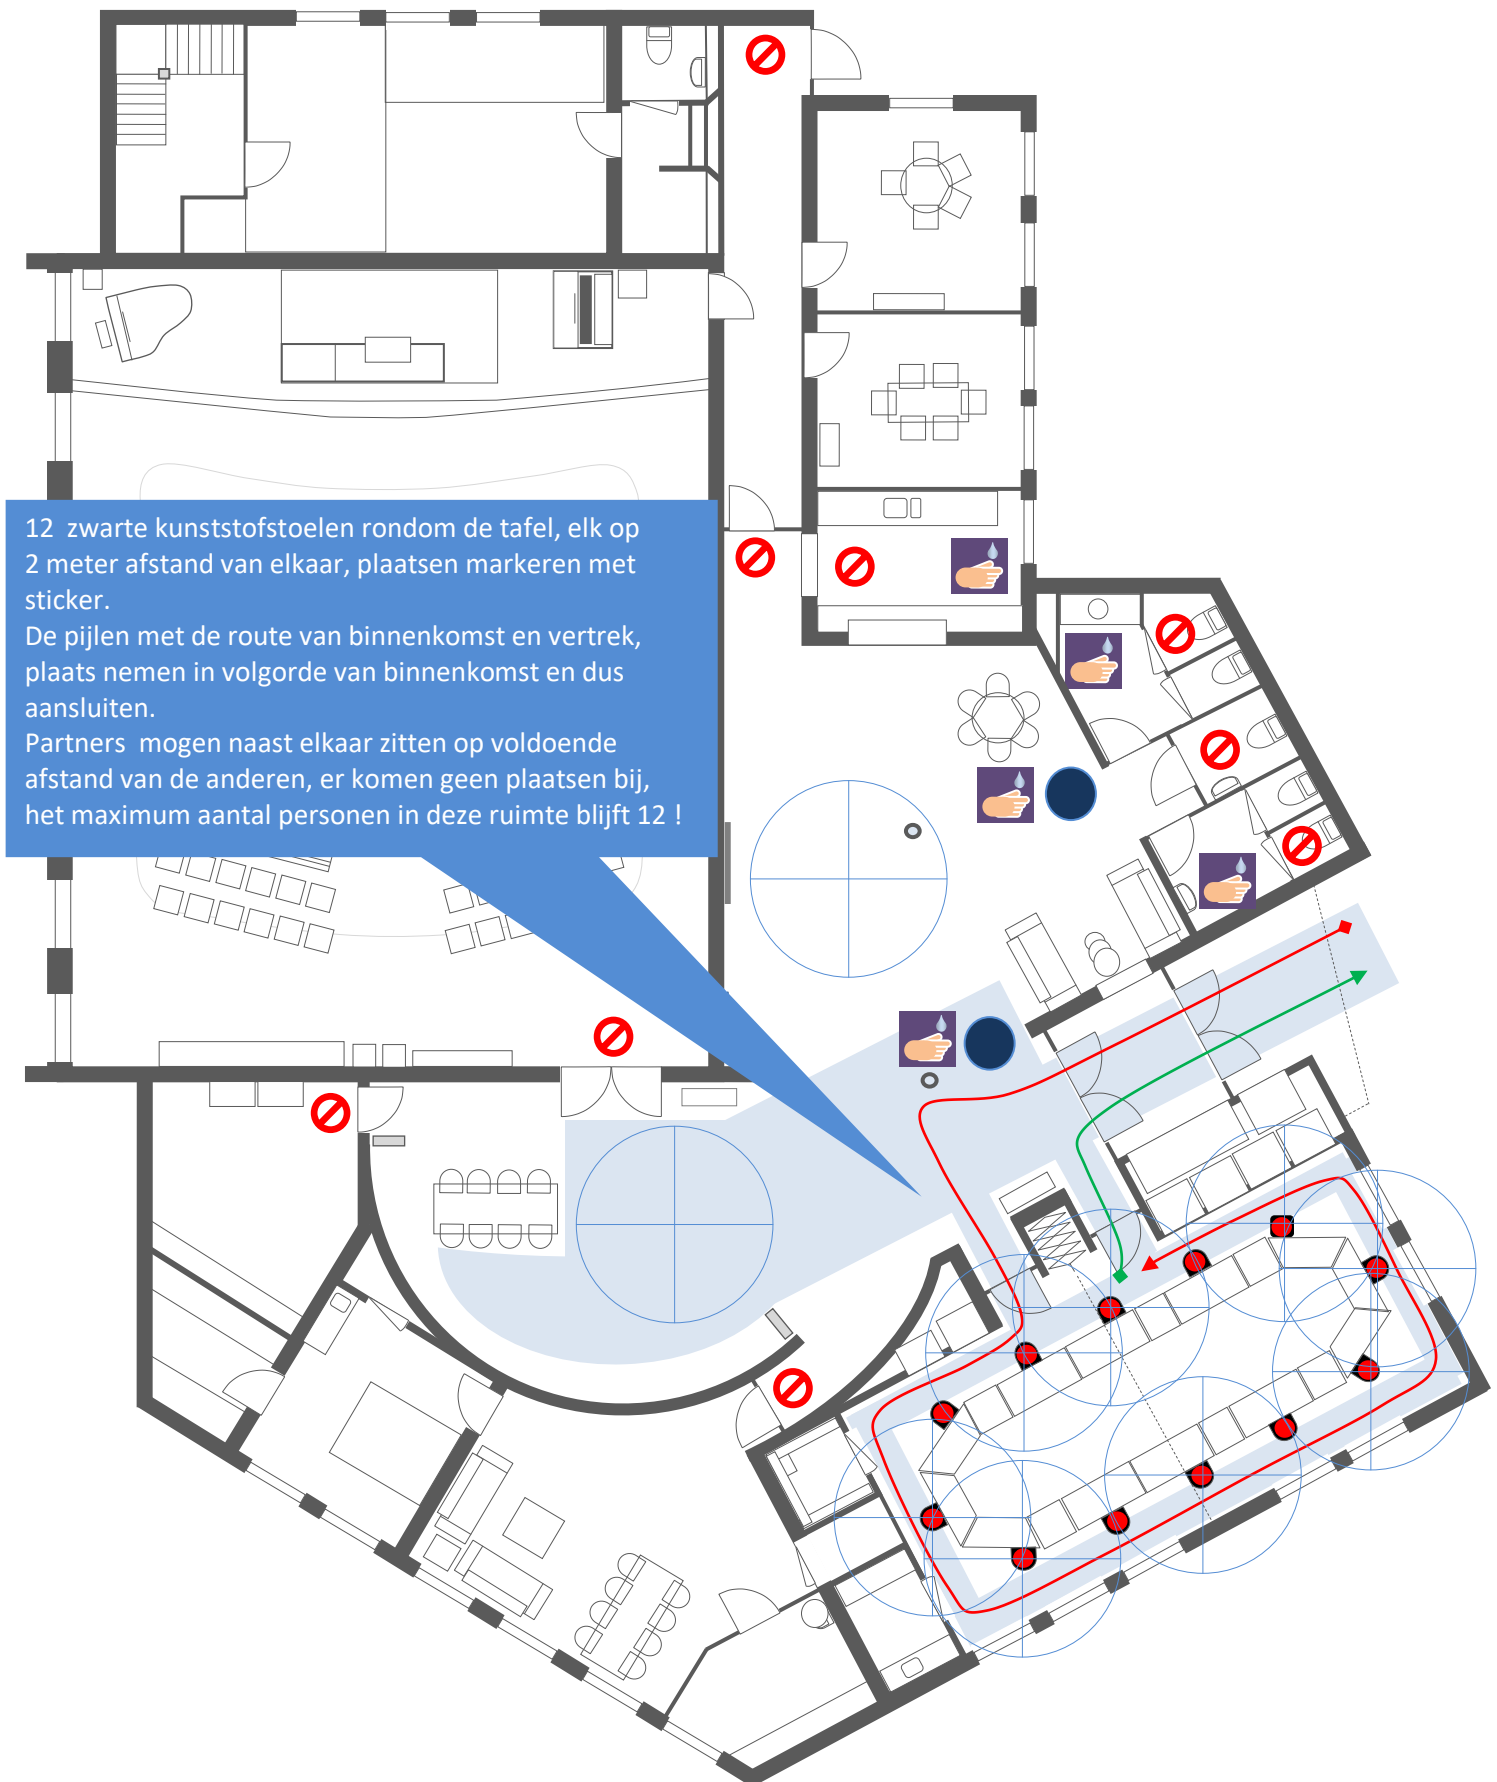 12 zwarte kunststofstoelen rondom de tafel, elk op
2 meter afstand van elkaar, plaatsen markeren met
sticker.
De pijlen met de route van binnenkomst en vertrek,
plaats nemen in volgorde van binnenkomst en dus
aansluiten.
Partners mogen naast elkaar zitten op voldoende
afstand van de anderen, er komen geen plaatsen bij,
het maximum aantal personen in deze ruimte blijft 12 !